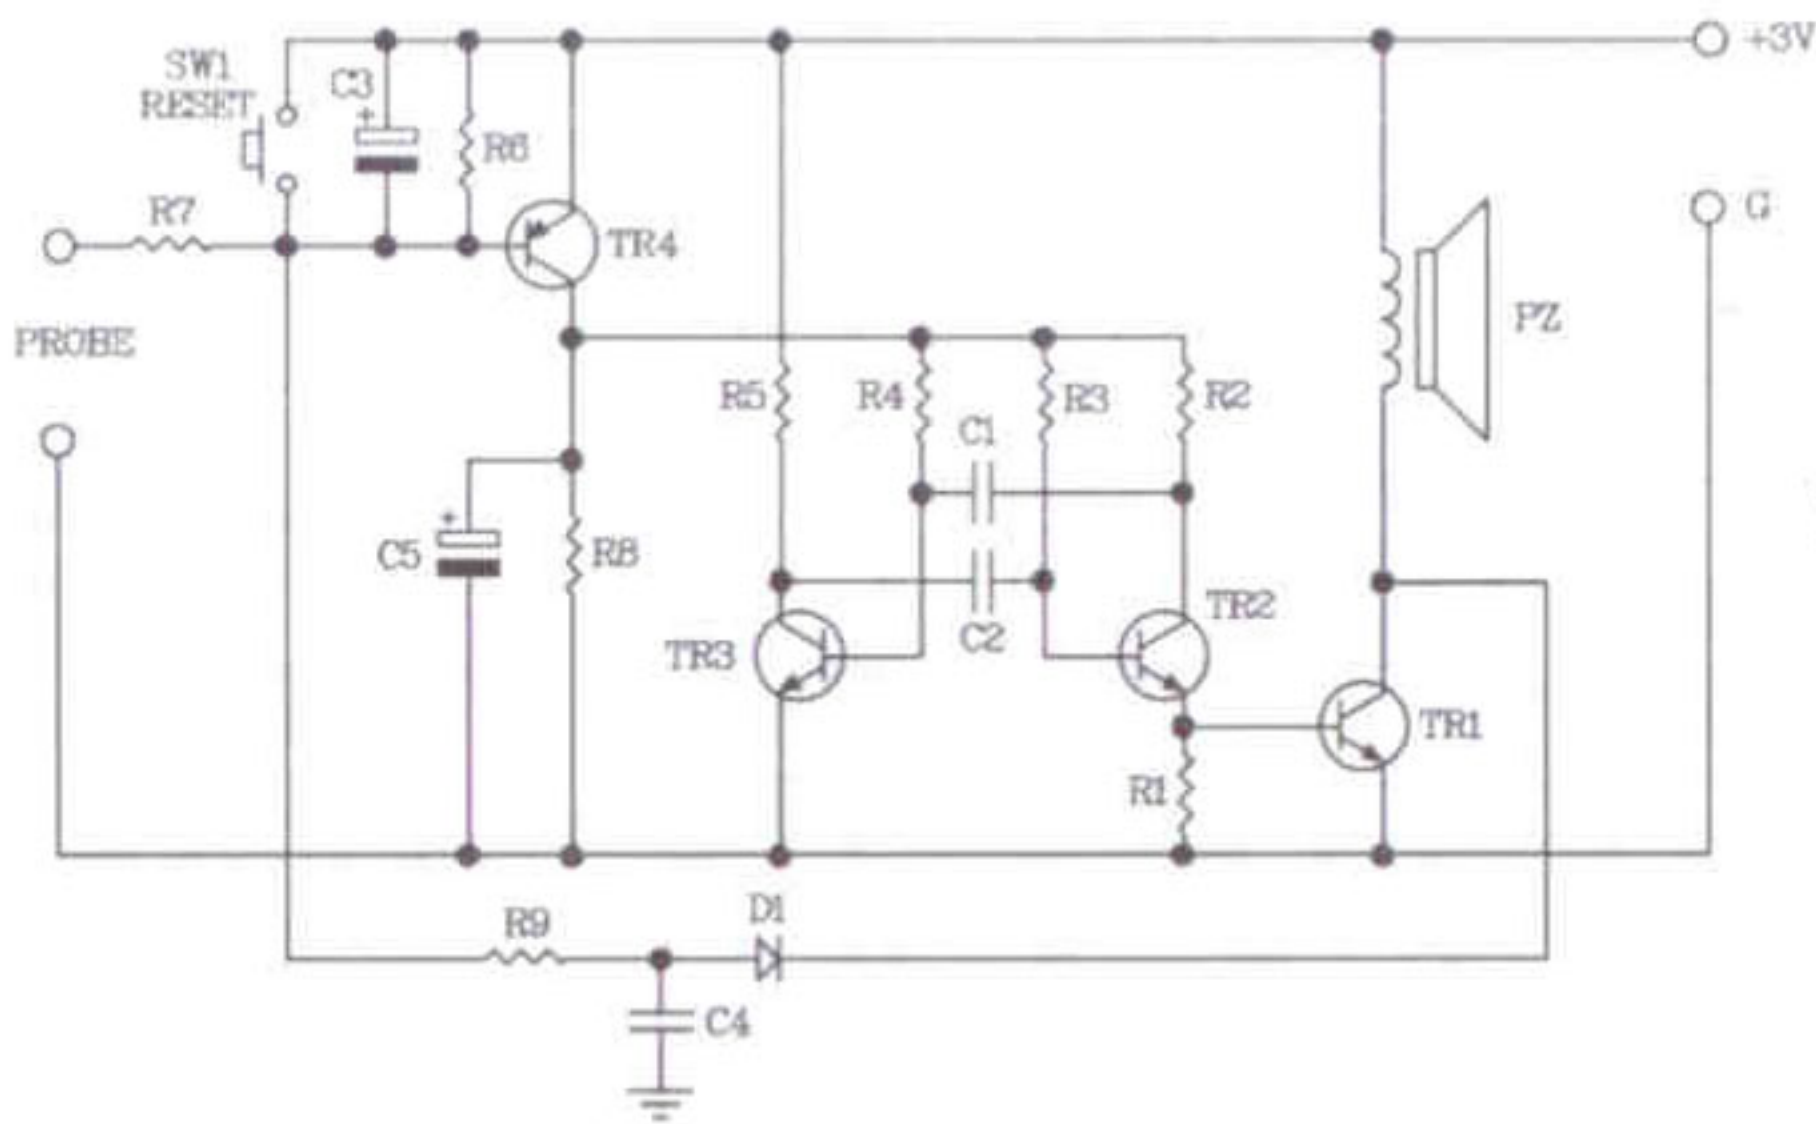 SW1
RESET
C3
+
R6
+3V
R7
TR4
G
PROBE
PZ
R5
R4
R3
R2
C1
+
C5
R8
C2
TR3
TR2
TR1
R1
R9
D1
C4